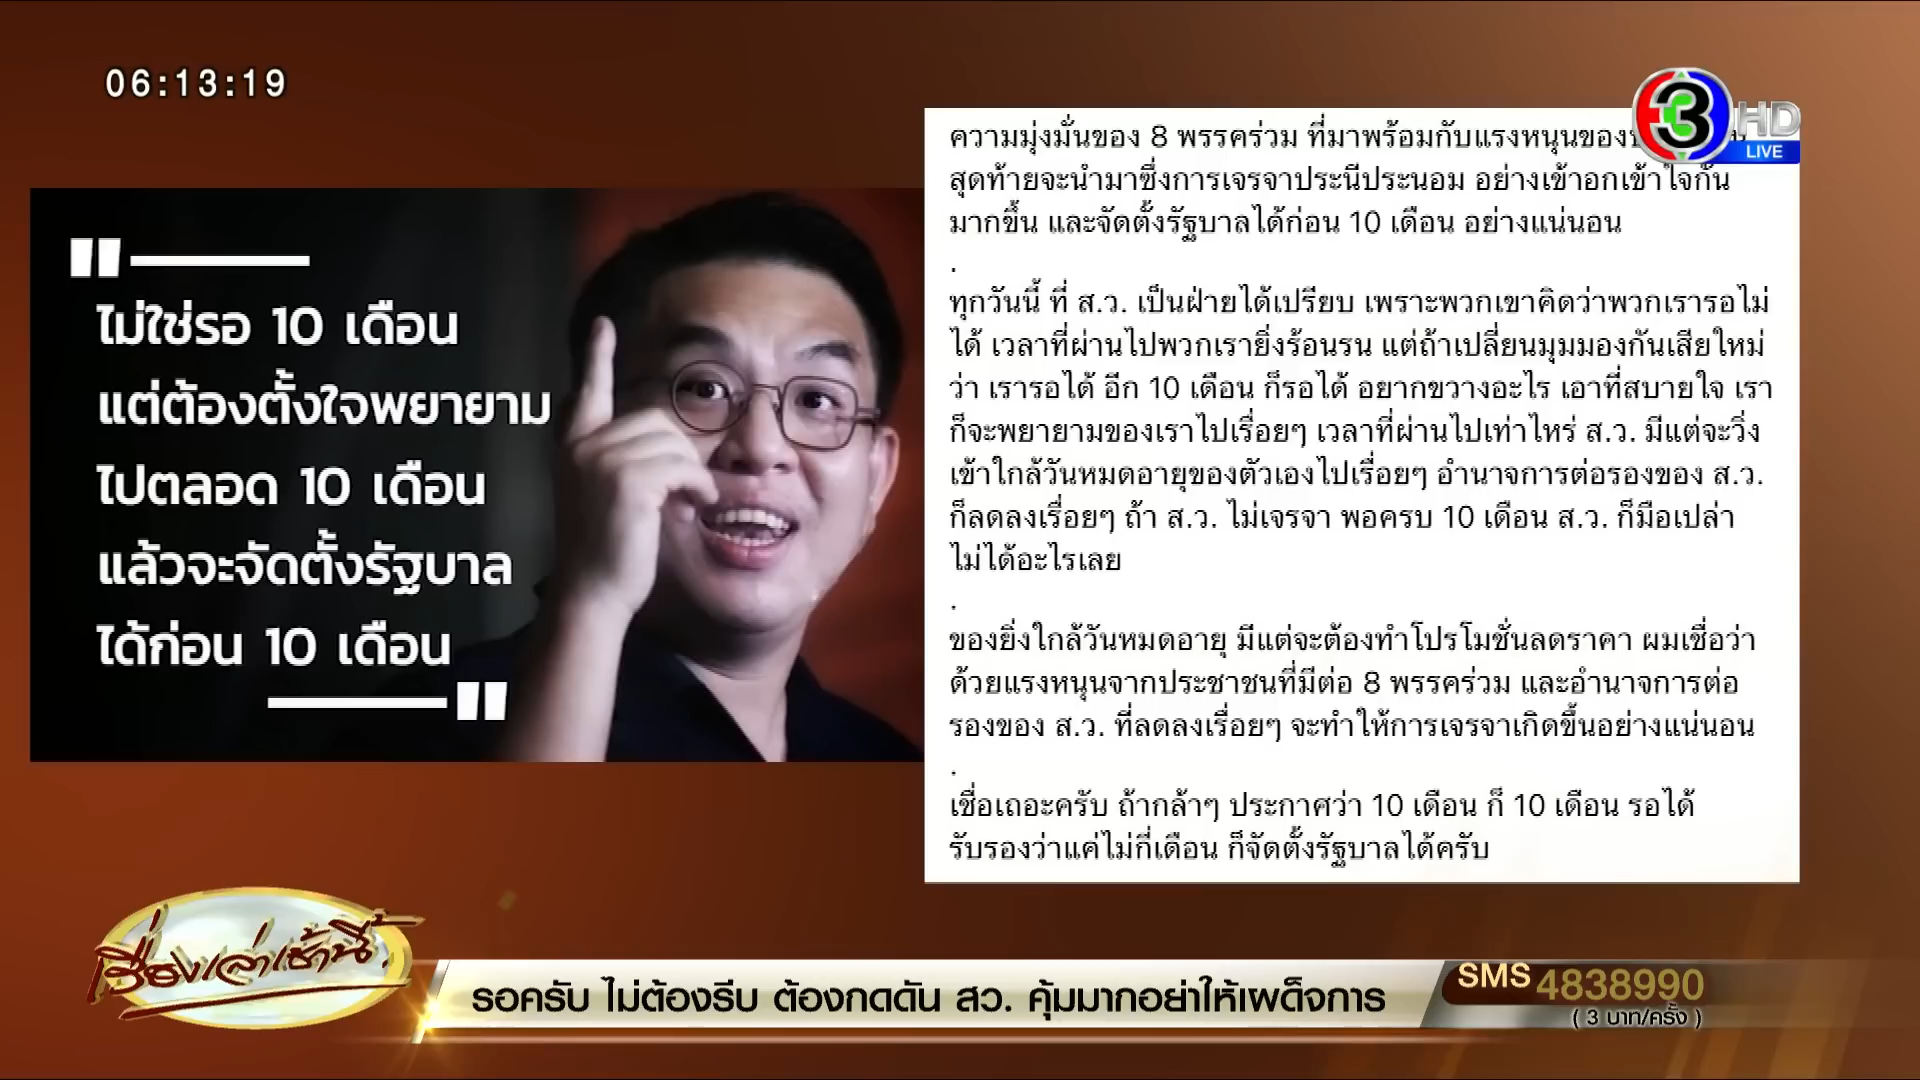 06:13:19
3 HD
LIVE
"
ไม่ใช่รอ 10 เดือน
แต่ต้องตั้งใจพยายาม
ไปตลอด 10 เดือน
แล้วจะจัดตั้งรัฐบาล
ได้ก่อน 10 เดือน
"
ความมุ่งมั่นของ 8 พรรคร่วม ที่มาพร้อมกับแรงหนุนของ
สุดท้ายจะนำมาซึ่งการเจรจาประนีประนอม อย่างเข้าอกเข้าใจกัน
มากขึ้น และจัดตั้งรัฐบาลได้ก่อน 10 เดือน อย่างแน่นอน
.
ทุกวันนี้ ที่ ส.ว. เป็นฝ่ายได้เปรียบ เพราะพวกเขาคิดว่าพวกเรารอไม่
ได้ เวลาที่ผ่านไปพวกเรายิ่งร้อนรน แต่ถ้าเปลี่ยนมุมมองกันเสียใหม่
ว่า เรารอได้ อีก 10 เดือน ก็รอได้ อยากขวางอะไร เอาที่สบายใจ เรา
ก็จะพยายามของเราไปเรื่อยๆ เวลาที่ผ่านไปเท่าไหร่ ส.ว. มีแต่จะวิ่ง
เข้าใกล้วันหมดอายุของตัวเองไปเรื่อยๆ อำนาจการต่อรองของ ส.ว.
ก็ลดลงเรื่อยๆ ถ้า ส.ว. ไม่เจรจา พอครบ 10 เดือน ส.ว. ก็มือเปล่า
ไม่ได้อะไรเลย
.
ของยิ่งใกล้วันหมดอายุ มีแต่จะต้องทำโปรโมชั่นลดราคา ผมเชื่อว่า
ด้วยแรงหนุนจากประชาชนที่มีต่อ 8 พรรคร่วม และอำนาจการต่อ
รองของ ส.ว. ที่ลดลงเรื่อยๆ จะทำให้การเจรจาเกิดขึ้นอย่างแน่นอน
.
เชื่อเถอะครับ ถ้ากล้าๆ ประกาศว่า 10 เดือน ก็ 10 เดือน รอได้
รับรองว่าแค่ไม่กี่เดือน ก็จัดตั้งรัฐบาลได้ครับ
เรื่องเล่าเช้านี้
รอครับ ไม่ต้องรีบ ต้องกดดัน สว. คุ้มมากอย่าให้เผด็จการ
SMS 4838990
( 3 บาท/ครั้ง )